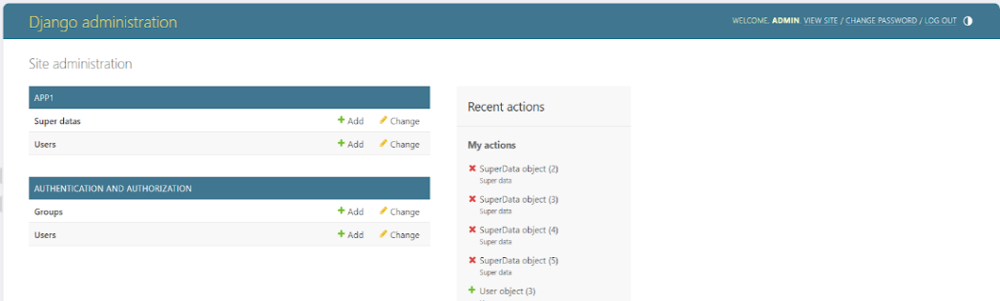 Django administration
WELCOME, ADMIN. VIEW SITE / CHANGE PASSWORD / LOG OUT
Site administration
APP1
Super datas Add Change
Users Add Change
AUTHENTICATION AND AUTHORIZATION
Groups Add Change
Users Add Change
Recent actions
My actions
SuperData object (2)
Super data
SuperData object (3)
Super data
SuperData object (4)
Super data
SuperData object (5)
Super data
User object (3)